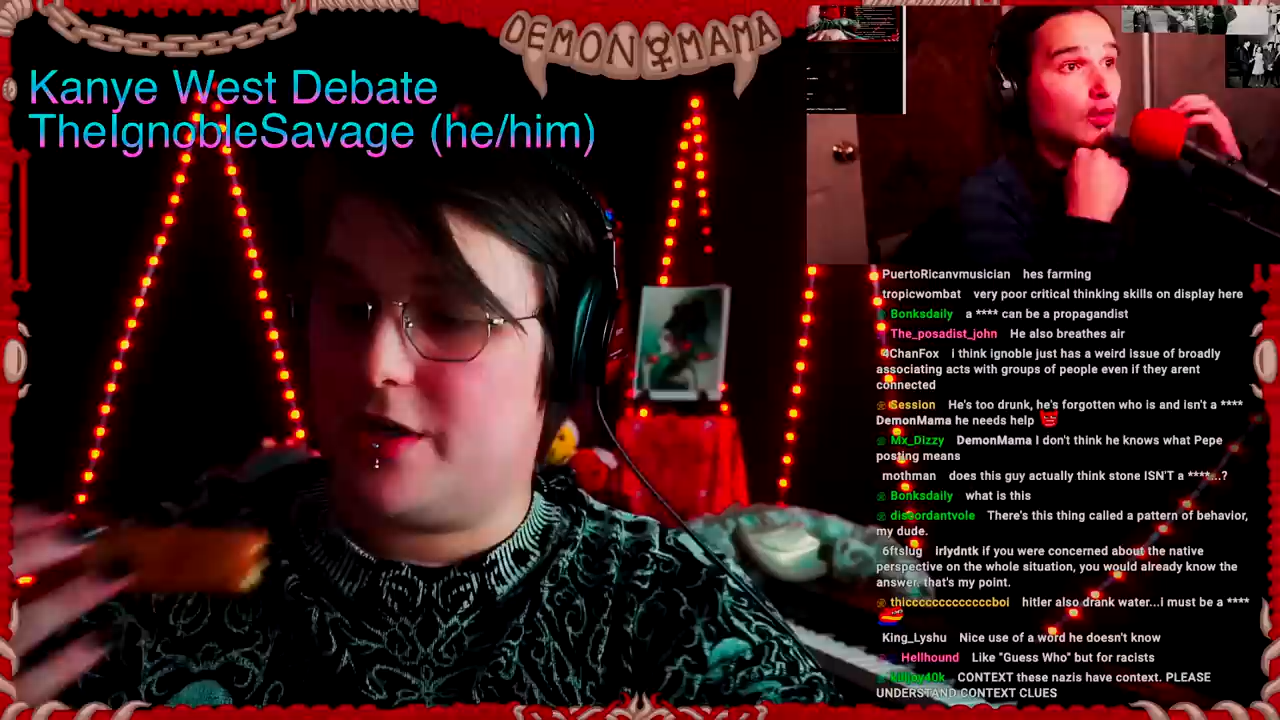 DEMON MAMA
Kanye West Debate
TheIgnobleSavage (he/him)
PuertoRicanvmusician hes farming
tropicwombat very poor critical thinking skills on display here
Bonksdaily a **** can be a propagandist
The_posadist_john He also breathes air
4ChanFox i think ignoble just has a weird issue of broadly
associating acts with groups of people even if they arent
connected
Session He's too drunk, he's forgotten who is and isn't a ****
DemonMama he needs help
Mx_Dizzy DemonMama I don't think he knows what Pepe
posting means
mothman does this guy actually think stone ISN'T a ****...?
Bonksdaily what is this
discordantvole There's this thing called a pattern of behavior,
my dude.
6ftslug irlydntk if you were concerned about the native
perspective on the whole situation, you would already know the
answer. that's my point.
thiccccccccccccboi hitler also drank water...i must be a ****
King_Lyshu Nice use of a word he doesn't know
Hellhound Like "Guess Who" but for racists
CONTEXT these nazis have context. PLEASE
UNDERSTAND CONTEXT CLUES